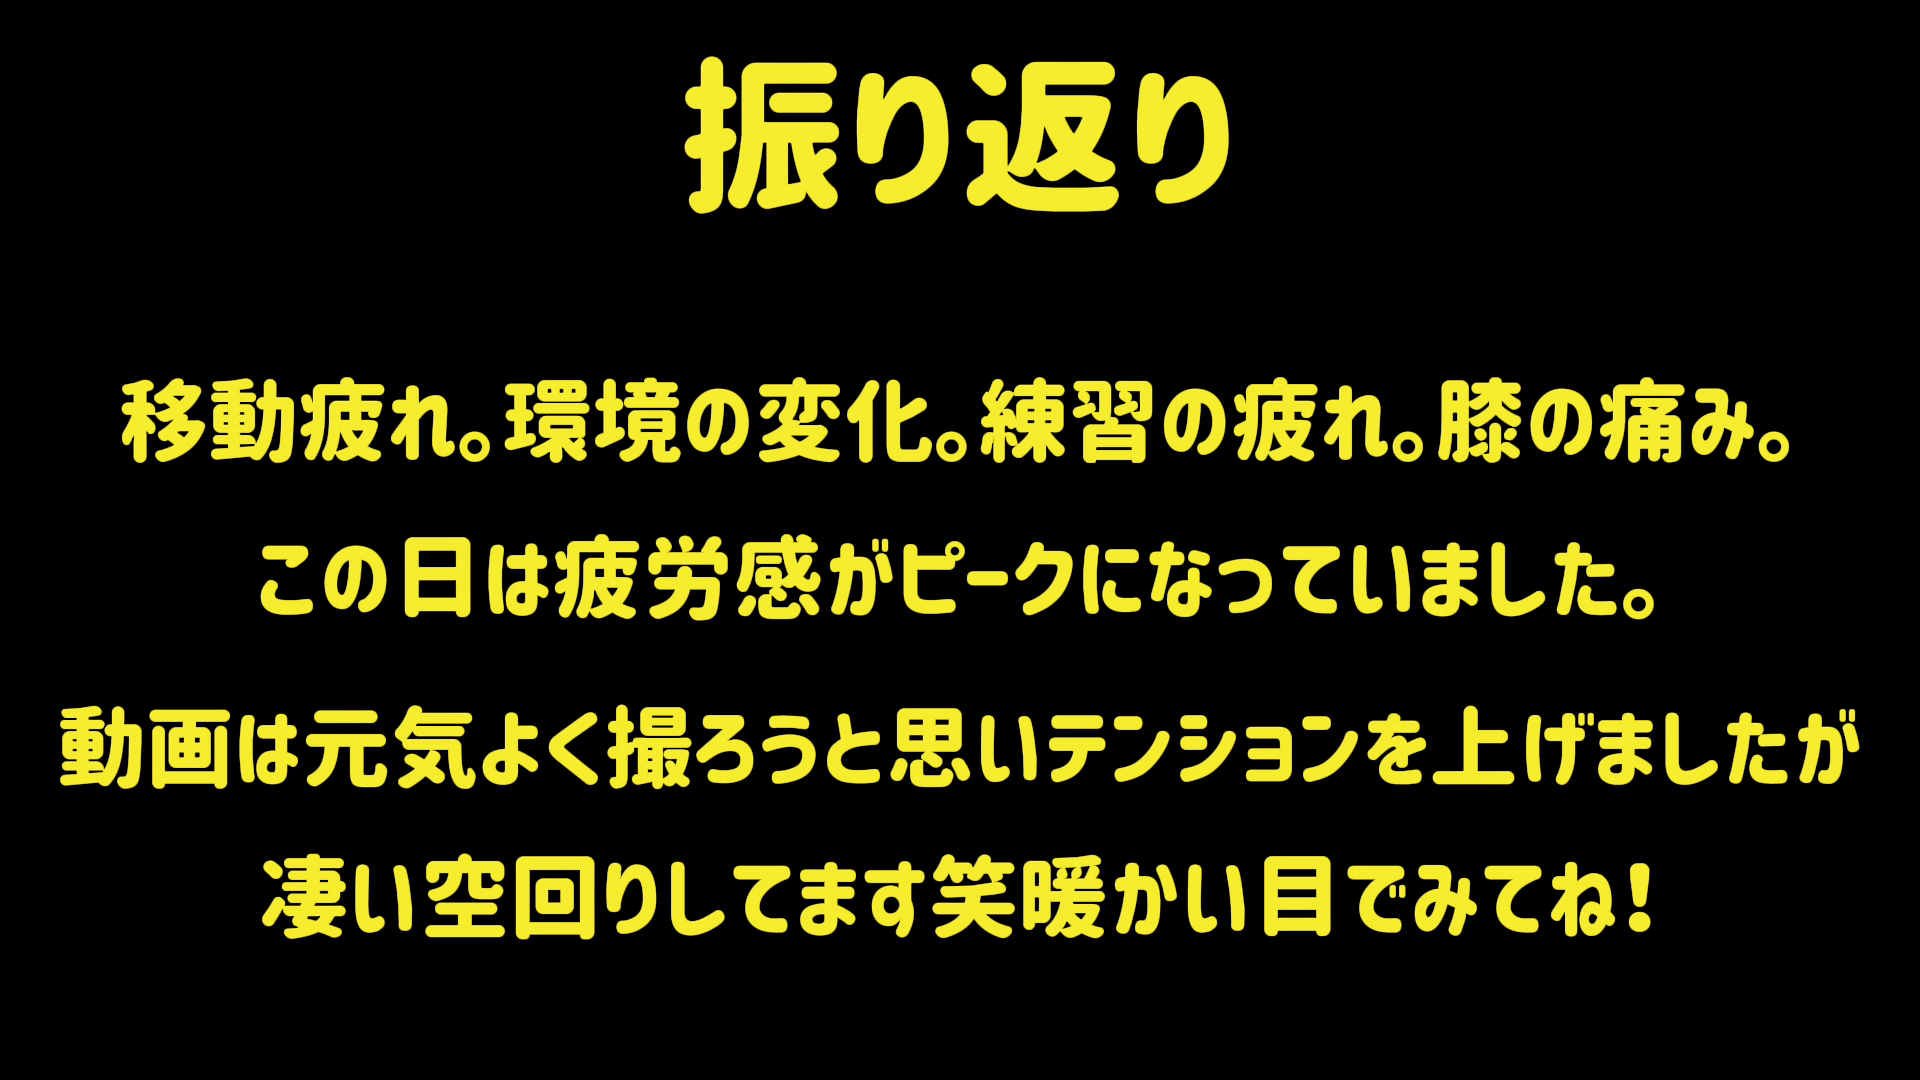 振り返り
移動疲れ。環境の変化。練習の疲れ。膝の痛み。
この日は疲労感がピークになっていました。
動画は元気よく撮ろうと思いテンションを上げましたが
凄い空回りしてます笑暖かい目でみてね！